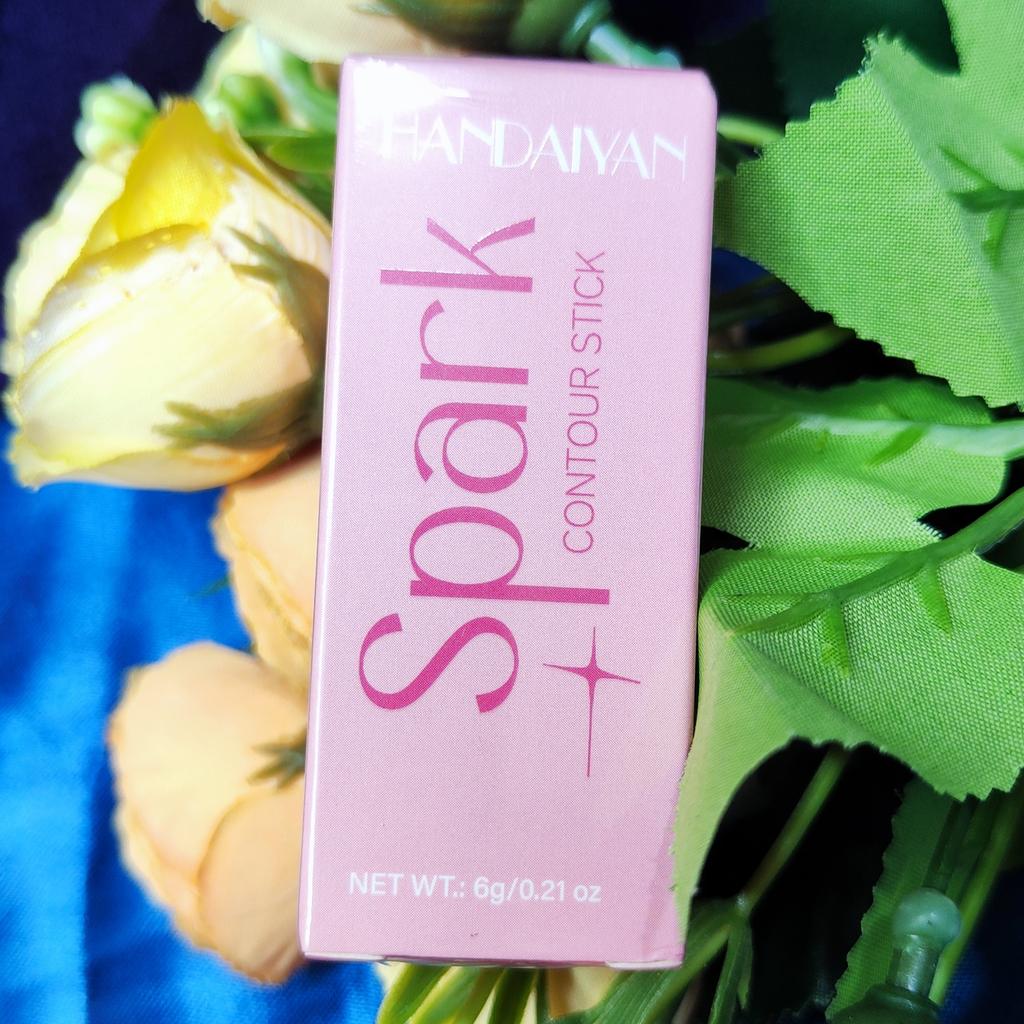 HANDAIYAN
Spark
CONTOUR STICK
NET WT.: 6g/0.21 oz